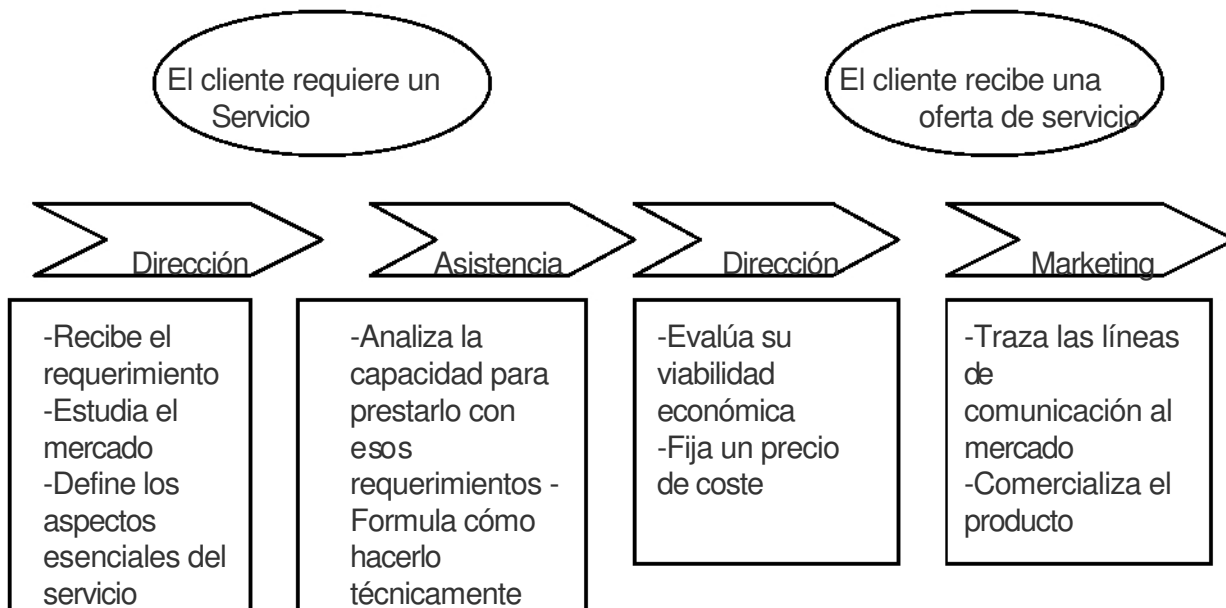 El cliente requiere un
Servicio
El cliente recibe una
oferta de servicio
Dirección
Asistencia
Dirección
Marketing
-Recibe el
requerimiento
-Estudia el
mercado
-Define los
aspectos
esenciales del
servicio
-Analiza la
capacidad para
prestarlo con
esos
requerimientos -
Formula cómo
hacerlo
técnicamente
-Evalúa su
viabilidad
económica
-Fija un precio
de coste
-Traza las líneas
de
comunicación al
mercado
-Comercializa el
producto